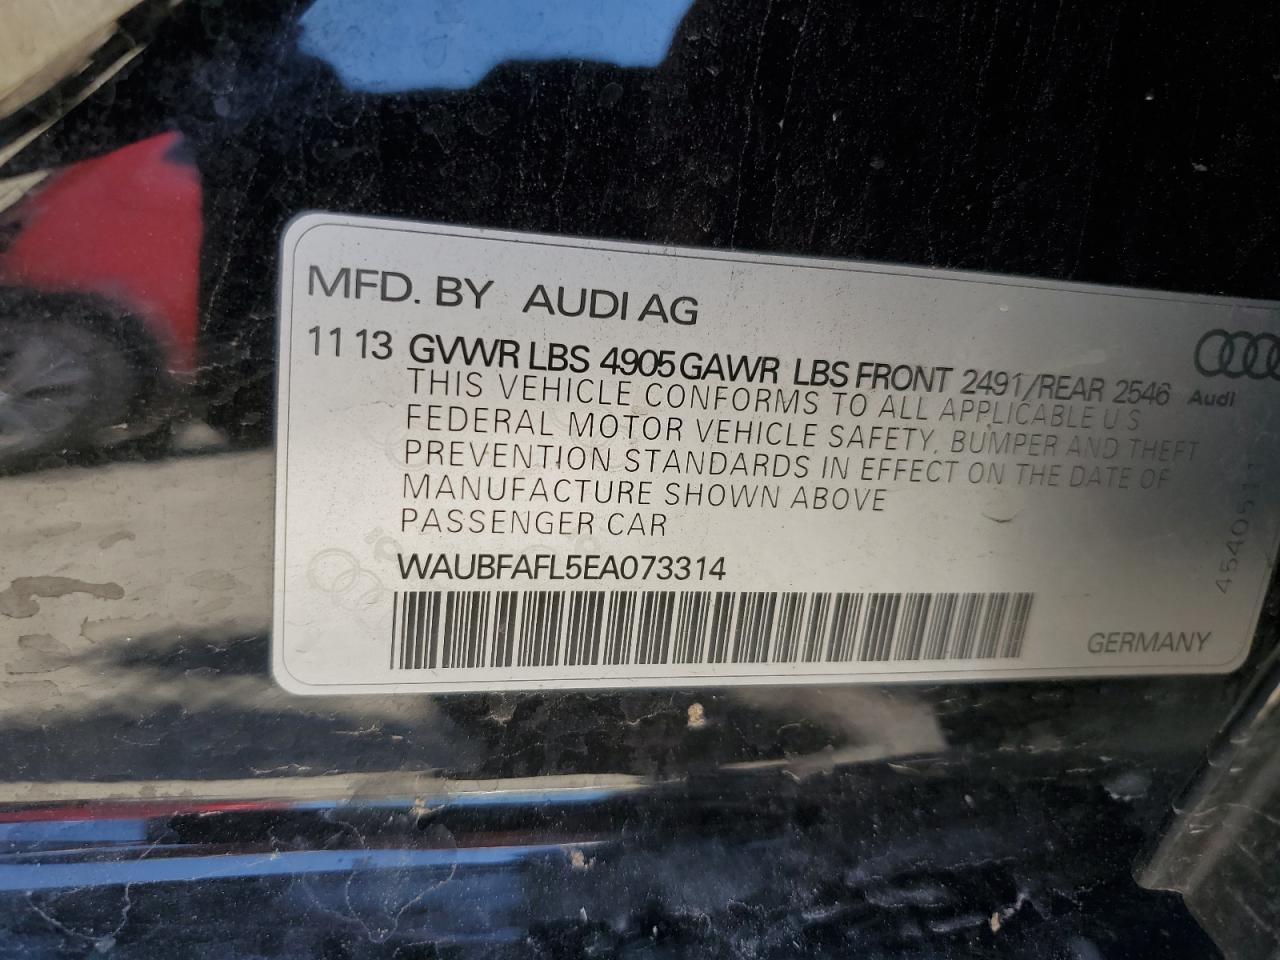 MFD. BY AUDI AG
11 13 GVWR LBS 4905 GAWR LBS FRONT 2491/REAR 2546
Audi
THIS VEHICLE CONFORMS TO ALL APPLICABLE U S
FEDERAL MOTOR VEHICLE SAFETY, BUMPER AND THEFT
PREVENTION STANDARDS IN EFFECT ON THE DATE OF
MANUFACTURE SHOWN ABOVE
PASSENGER CAR
WAUBFAFL5EA073314
GERMANY
4540511